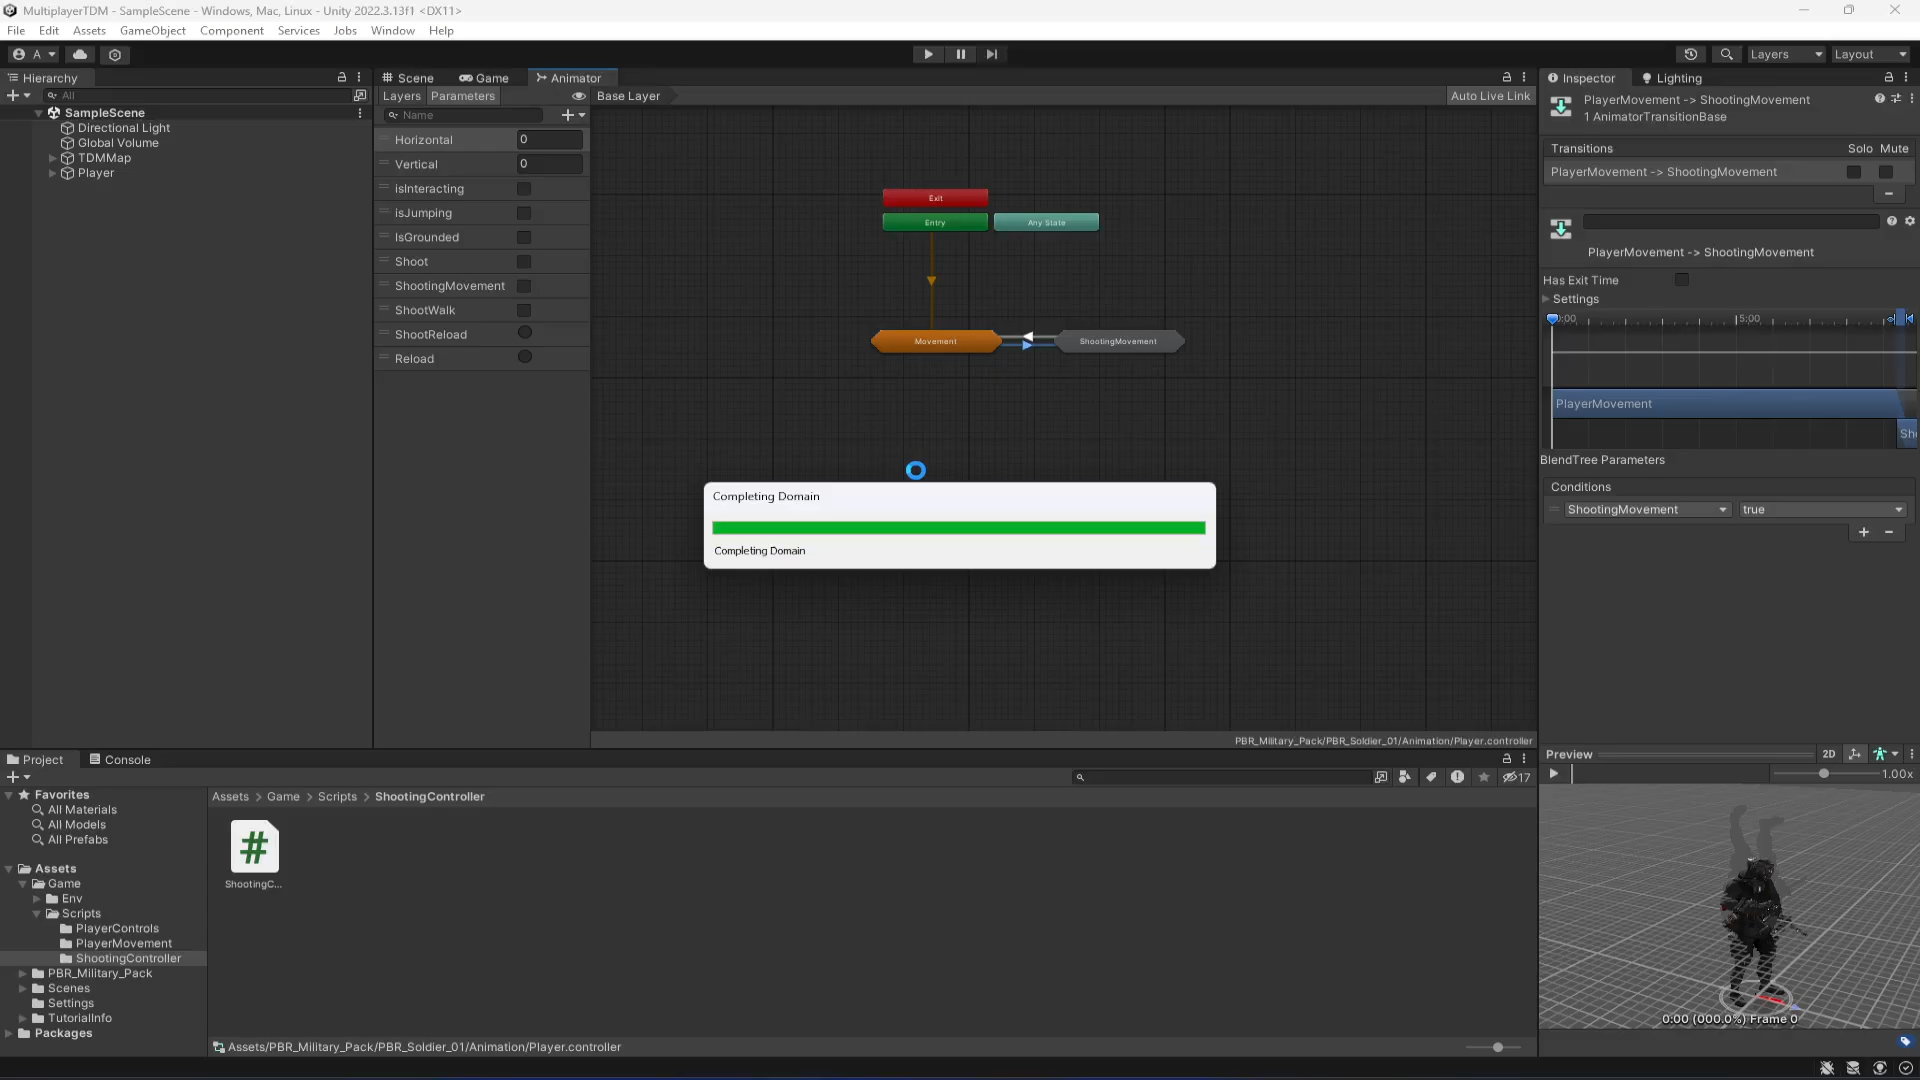 MultiplayerTDM - SampleScene - Windows, Mac, Linux - Unity 2022.3.13f1 <DX11>
File Edit Assets GameObject Component Services Jobs Window Help
A Layers Layout
Hierarchy
All
SampleScene
Directional Light
Global Volume
TDMMap
Player
Scene Game Animator
Layers Parameters Base Layer Auto Live Link
Name
Horizontal 0
Vertical 0
isInteracting
isJumping
IsGrounded
Shoot
ShootingMovement
ShootWalk
ShootReload
Reload
Exit
Entry Any State
Movement ShootingMovement
Completing Domain
Completing Domain
PBR_Military_Pack/PBR_Soldier_01/Animation/Player.controller
Inspector Lighting
PlayerMovement -> ShootingMovement
1 AnimatorTransitionBase
Transitions Solo Mute
PlayerMovement -> ShootingMovement
PlayerMovement -> ShootingMovement
Has Exit Time
Settings
0:00 5:00
PlayerMovement
Sh
BlendTree Parameters
Conditions
ShootingMovement true
Preview 2D
1.00x
0:00 (000.0%) Frame 0
Project Console
17
Favorites
All Materials
All Models
All Prefabs
Assets
Game
Env
Scripts
PlayerControls
PlayerMovement
ShootingController
PBR_Military_Pack
Scenes
Settings
TutorialInfo
Packages
Assets > Game > Scripts > ShootingController
#
ShootingC...
Assets/PBR_Military_Pack/PBR_Soldier_01/Animation/Player.controller